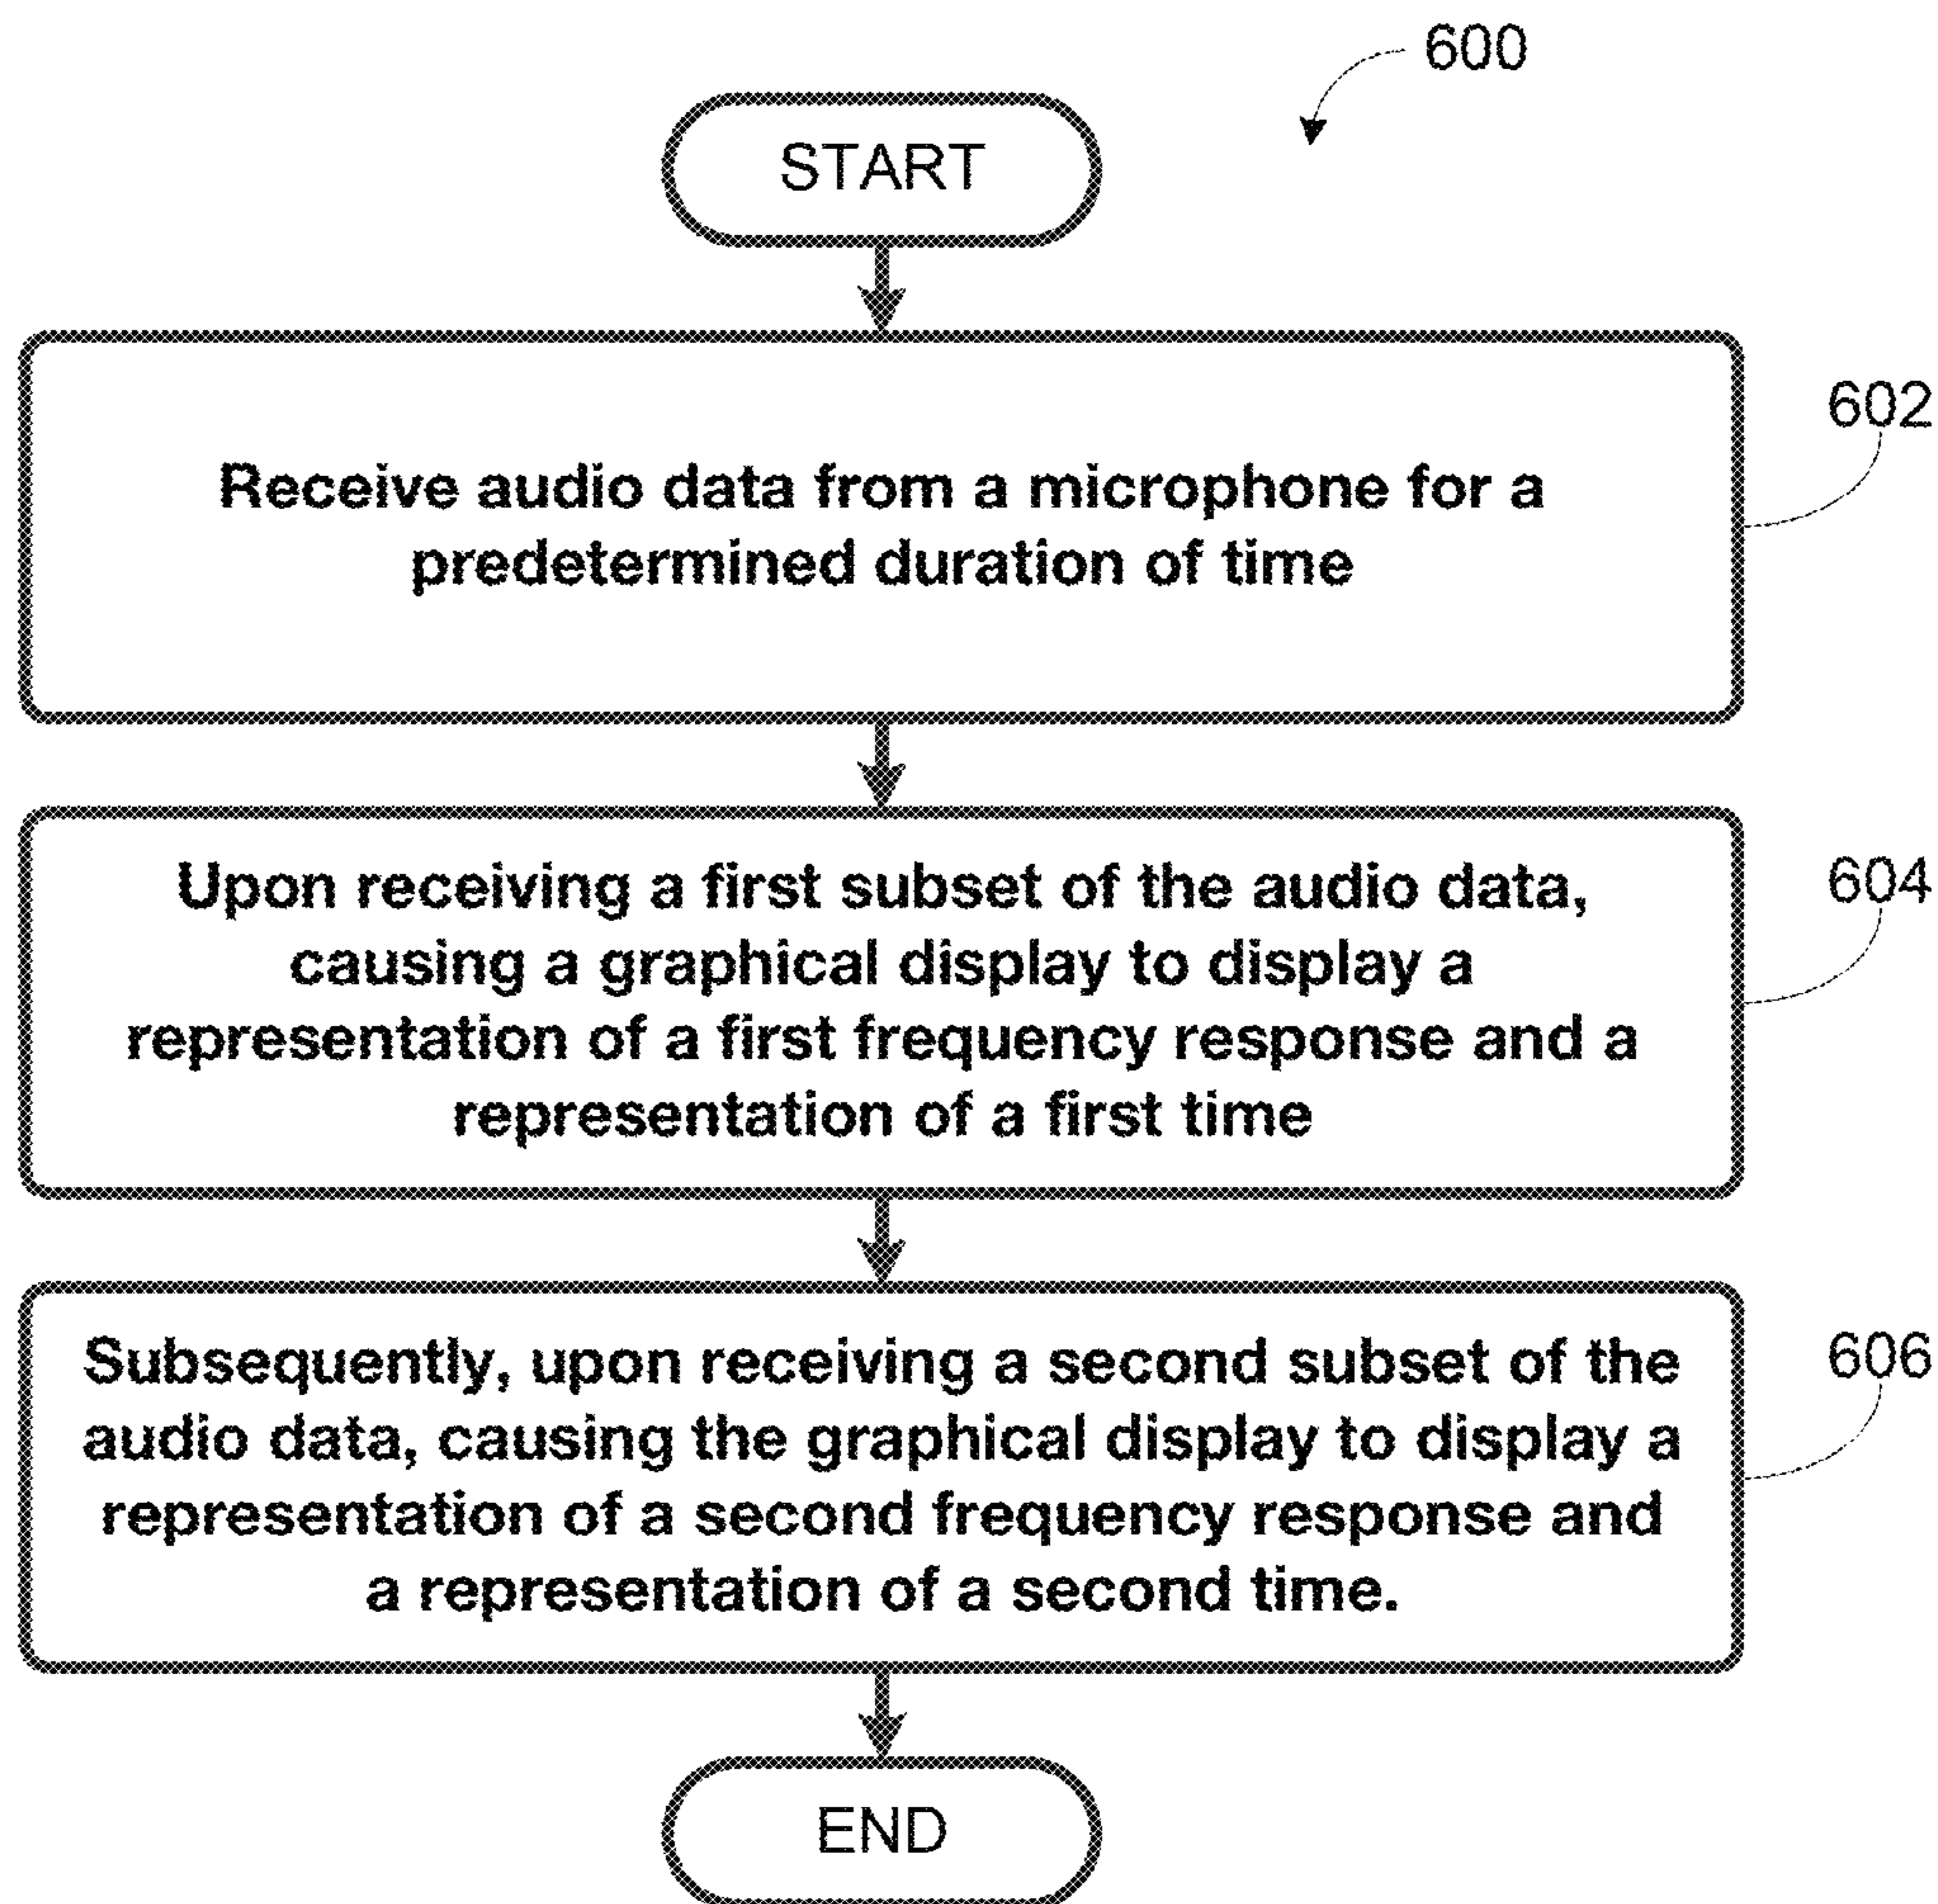 600
START
Receive audio data from a microphone for a
predetermined duration of time
602
Upon receiving a first subset of the audio data,
causing a graphical display to display a
representation of a first frequency response and a
representation of a first time
604
Subsequently, upon receiving a second subset of the
audio data, causing the graphical display to display a
representation of a second frequency response and
a representation of a second time.
606
END